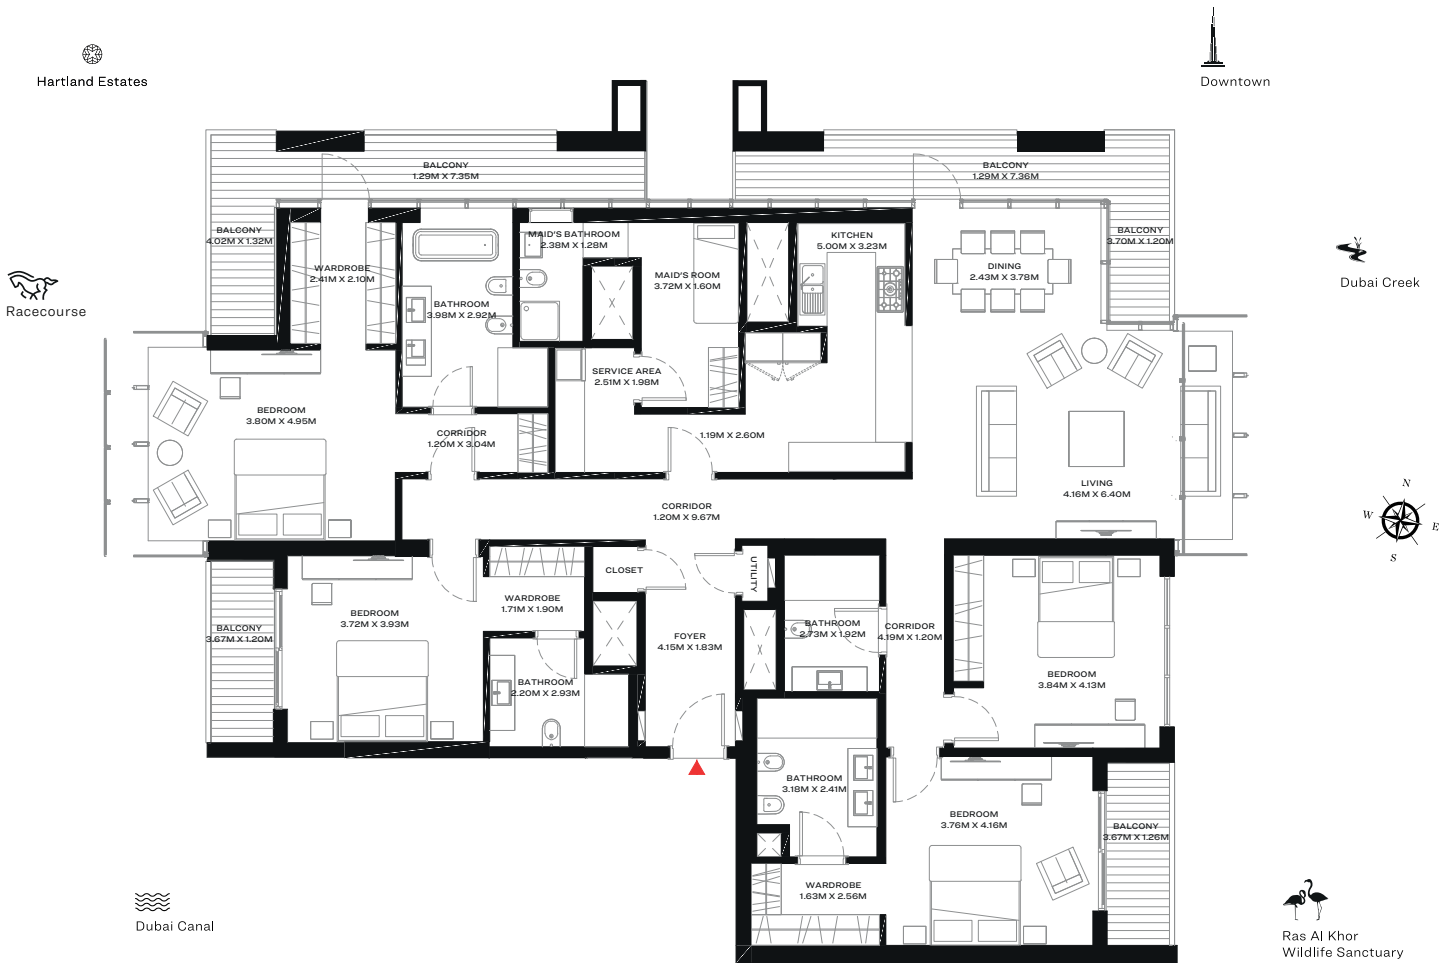 Hartland Estates
Downtown
BALCONY
1.29M X 7.35M
BALCONY
1.29M X 7.36M
BALCONY
4.02M X 1.32M
WARDROBE
2.41M X 2.10M
MAID'S BATHROOM
2.38M X 1.28M
KITCHEN
5.00M X 3.23M
BALCONY
3.70M X 1.20M
MAID'S ROOM
3.72M X 1.60M
DINING
2.43M X 3.78M
Racecourse
Dubai Creek
BATHROOM
3.98M X 2.92M
SERVICE AREA
2.51M X 1.98M
BEDROOM
3.80M X 4.95M
CORRIDOR
1.20M X 3.04M
1.19M X 2.60M
LIVING
4.16M X 6.40M
CORRIDOR
1.20M X 9.67M
N
W
E
S
CLOSET
UTILITY
WARDROBE
1.71M X 1.90M
BEDROOM
3.72M X 3.93M
BALCONY
3.67M X 1.20M
FOYER
4.15M X 1.83M
BATHROOM
2.73M X 1.92M
CORRIDOR
4.19M X 1.20M
BATHROOM
2.20M X 2.93M
BEDROOM
3.84M X 4.13M
BATHROOM
3.18M X 2.41M
BEDROOM
3.76M X 4.16M
BALCONY
3.67M X 1.26M
WARDROBE
1.63M X 2.56M
Dubai Canal
Ras Al Khor
Wildlife Sanctuary